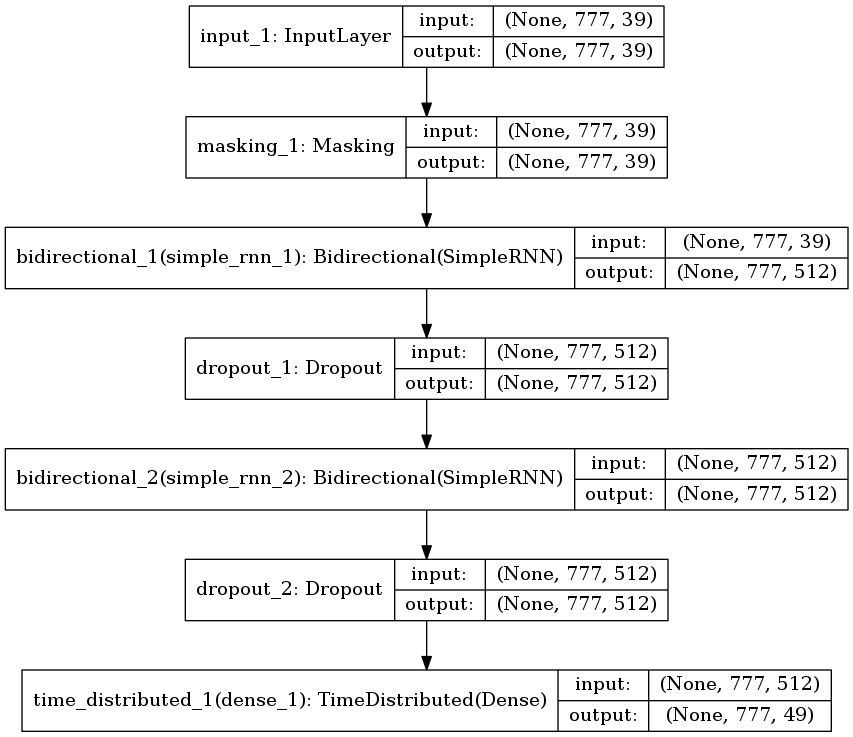 input_1: InputLayer
input: (None, 777, 39)
output: (None, 777, 39)
masking_1: Masking
input: (None, 777, 39)
output: (None, 777, 39)
bidirectional_1(simple_rnn_1): Bidirectional(SimpleRNN)
input: (None, 777, 39)
output: (None, 777, 512)
dropout_1: Dropout
input: (None, 777, 512)
output: (None, 777, 512)
bidirectional_2(simple_rnn_2): Bidirectional(SimpleRNN)
input: (None, 777, 512)
output: (None, 777, 512)
dropout_2: Dropout
input: (None, 777, 512)
output: (None, 777, 512)
time_distributed_1(dense_1): TimeDistributed(Dense)
input: (None, 777, 512)
output: (None, 777, 49)